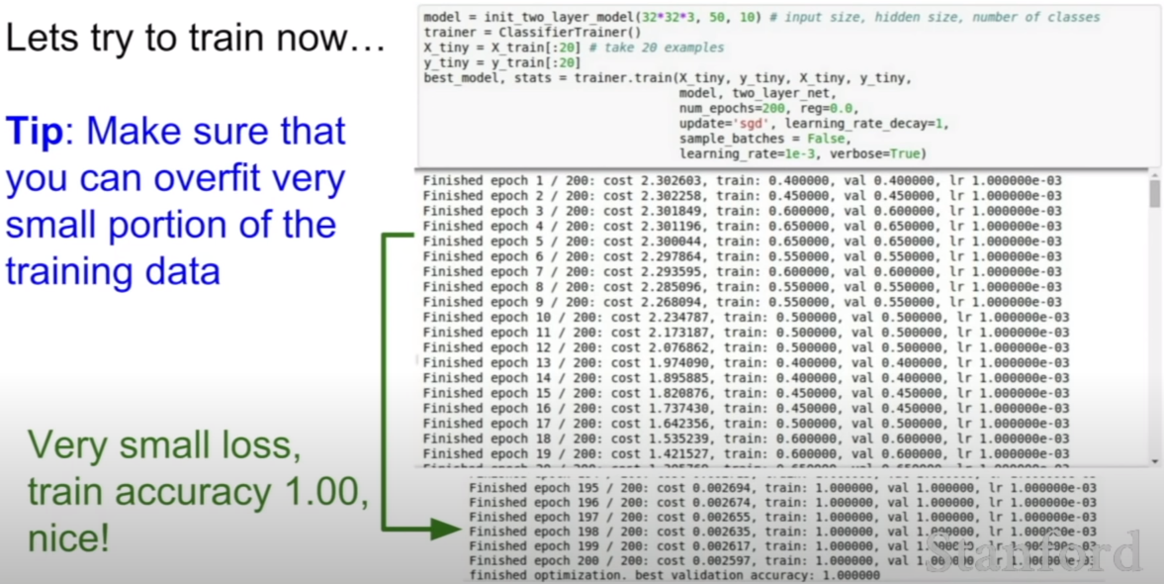 Lets try to train now…
Tip: Make sure that
you can overfit very
small portion of the
training data
Very small loss,
train accuracy 1.00,
nice!
model = init_two_layer_model(32*32*3, 50, 10) # input size, hidden size, number of classes
trainer = ClassifierTrainer()
X_tiny = X_train[:20] # take 20 examples
y_tiny = y_train[:20]
best_model, stats = trainer.train(X_tiny, y_tiny, X_tiny, y_tiny,
model, two_layer_net,
num_epochs=200, reg=0.0,
update='sgd', learning_rate_decay=1,
sample_batches = False,
learning_rate=1e-3, verbose=True)
Finished epoch 1 / 200: cost 2.302603, train: 0.400000, val 0.400000, lr 1.000000e-03
Finished epoch 2 / 200: cost 2.302258, train: 0.450000, val 0.450000, lr 1.000000e-03
Finished epoch 3 / 200: cost 2.301849, train: 0.600000, val 0.600000, lr 1.000000e-03
Finished epoch 4 / 200: cost 2.301196, train: 0.650000, val 0.650000, lr 1.000000e-03
Finished epoch 5 / 200: cost 2.300044, train: 0.650000, val 0.650000, lr 1.000000e-03
Finished epoch 6 / 200: cost 2.297864, train: 0.550000, val 0.550000, lr 1.000000e-03
Finished epoch 7 / 200: cost 2.293595, train: 0.600000, val 0.600000, lr 1.000000e-03
Finished epoch 8 / 200: cost 2.285096, train: 0.550000, val 0.550000, lr 1.000000e-03
Finished epoch 9 / 200: cost 2.268094, train: 0.550000, val 0.550000, lr 1.000000e-03
Finished epoch 10 / 200: cost 2.234787, train: 0.500000, val 0.500000, lr 1.000000e-03
Finished epoch 11 / 200: cost 2.173187, train: 0.500000, val 0.500000, lr 1.000000e-03
Finished epoch 12 / 200: cost 2.076862, train: 0.500000, val 0.500000, lr 1.000000e-03
Finished epoch 13 / 200: cost 1.974090, train: 0.400000, val 0.400000, lr 1.000000e-03
Finished epoch 14 / 200: cost 1.895885, train: 0.400000, val 0.400000, lr 1.000000e-03
Finished epoch 15 / 200: cost 1.820876, train: 0.450000, val 0.450000, lr 1.000000e-03
Finished epoch 16 / 200: cost 1.737430, train: 0.450000, val 0.450000, lr 1.000000e-03
Finished epoch 17 / 200: cost 1.642356, train: 0.500000, val 0.500000, lr 1.000000e-03
Finished epoch 18 / 200: cost 1.535239, train: 0.600000, val 0.600000, lr 1.000000e-03
Finished epoch 19 / 200: cost 1.421527, train: 0.600000, val 0.600000, lr 1.000000e-03
Finished epoch 195 / 200: cost 0.002694, train: 1.000000, val 1.000000, lr 1.000000e-03
Finished epoch 196 / 200: cost 0.002674, train: 1.000000, val 1.000000, lr 1.000000e-03
Finished epoch 197 / 200: cost 0.002655, train: 1.000000, val 1.000000, lr 1.000000e-03
Finished epoch 198 / 200: cost 0.002635, train: 1.000000, val 1.000000, lr 1.000000e-03
Finished epoch 199 / 200: cost 0.002617, train: 1.000000, val 1.000000, lr 1.000000e-03
Finished epoch 200 / 200: cost 0.002597, train: 1.000000, val 1.000000, lr 1.000000e-03
finished optimization. best validation accuracy: 1.000000
Stanford